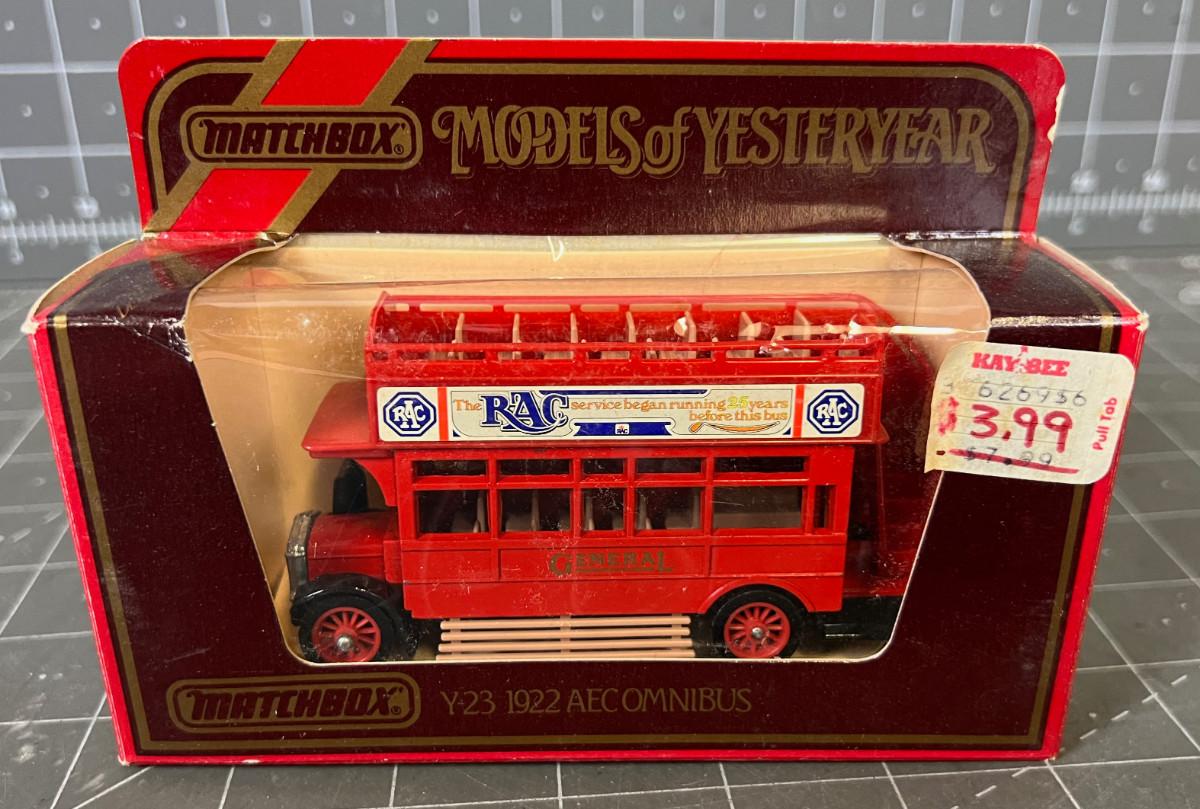 MATCHBOX®
MODELS of YESTERYEAR
RAC
The RAC service began running 25 years
before this bus
RAC
RAC
GENERAL
KAY·BEE
626936
$3.99
$7.99
Pull Tab
MATCHBOX®
Y-23 1922 AEC OMNIBUS